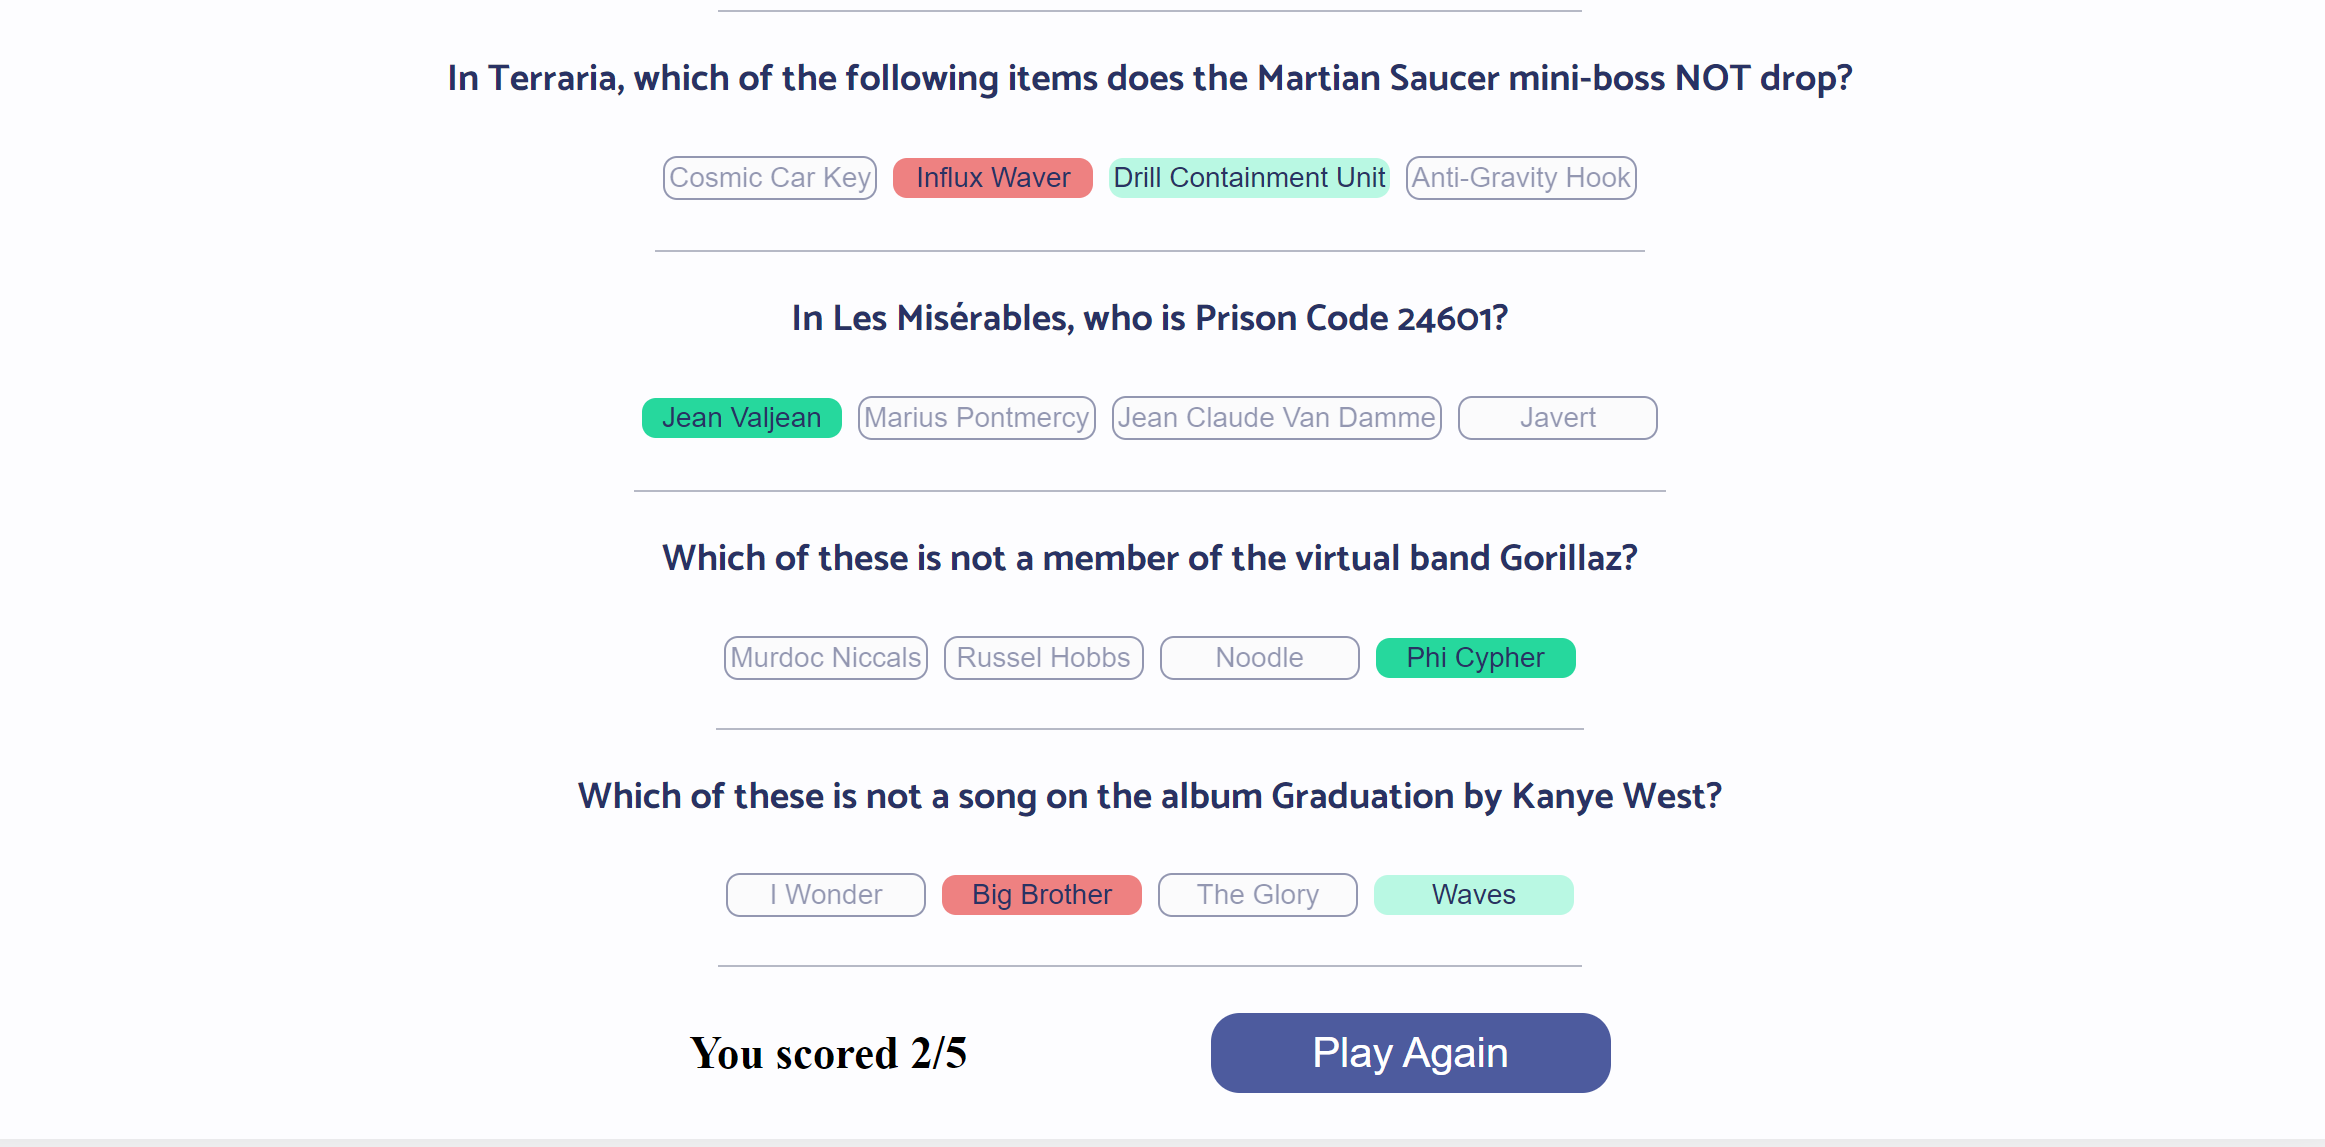 In Terraria, which of the following items does the Martian Saucer mini-boss NOT drop?
Cosmic Car Key Influx Waver Drill Containment Unit Anti-Gravity Hook
In Les Misérables, who is Prison Code 24601?
Jean Valjean Marius Pontmercy Jean Claude Van Damme Javert
Which of these is not a member of the virtual band Gorillaz?
Murdoc Niccals Russel Hobbs Noodle Phi Cypher
Which of these is not a song on the album Graduation by Kanye West?
I Wonder Big Brother The Glory Waves
You scored 2/5 Play Again